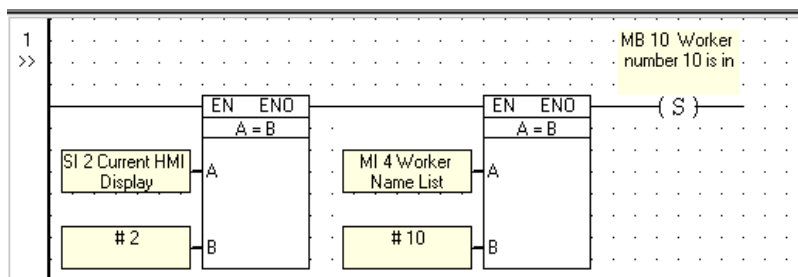 1
>>
MB 10 Worker
number 10 is in
EN ENO
A = B
EN ENO
A = B
( S )
SI 2 Current HMI
Display
A
MI 4 Worker
Name List
A
# 2
B
# 10
B